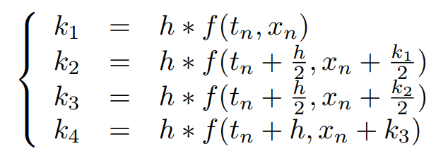 k₁ = h ∗ f(tₙ, xₙ)
k₂ = h ∗ f(tₙ + h/2, xₙ + k₁/2)
k₃ = h ∗ f(tₙ + h/2, xₙ + k₂/2)
k₄ = h ∗ f(tₙ + h, xₙ + k₃)